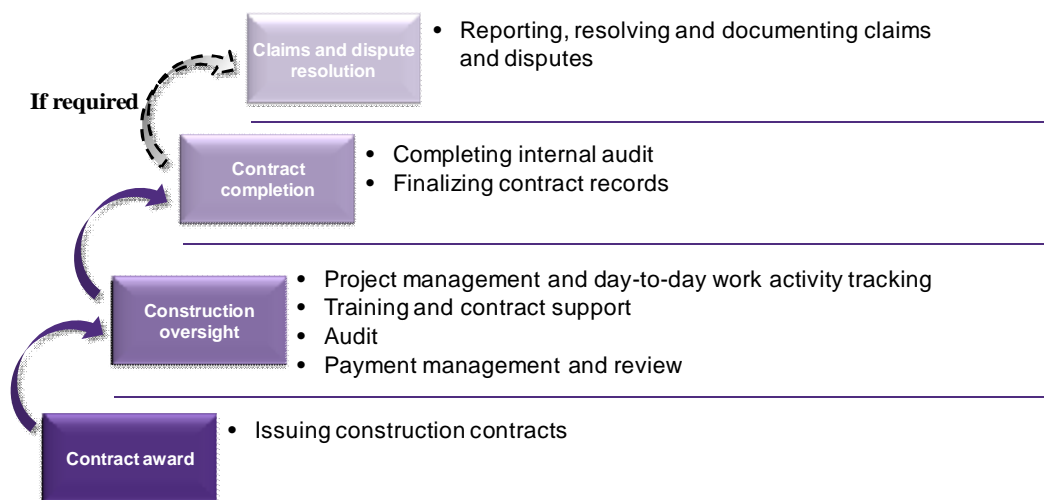 Claims and dispute
resolution
• Reporting, resolving and documenting claims
and disputes
If required
Contract
completion
• Completing internal audit
• Finalizing contract records
Construction
oversight
• Project management and day-to-day work activity tracking
• Training and contract support
• Audit
• Payment management and review
Contract award
• Issuing construction contracts